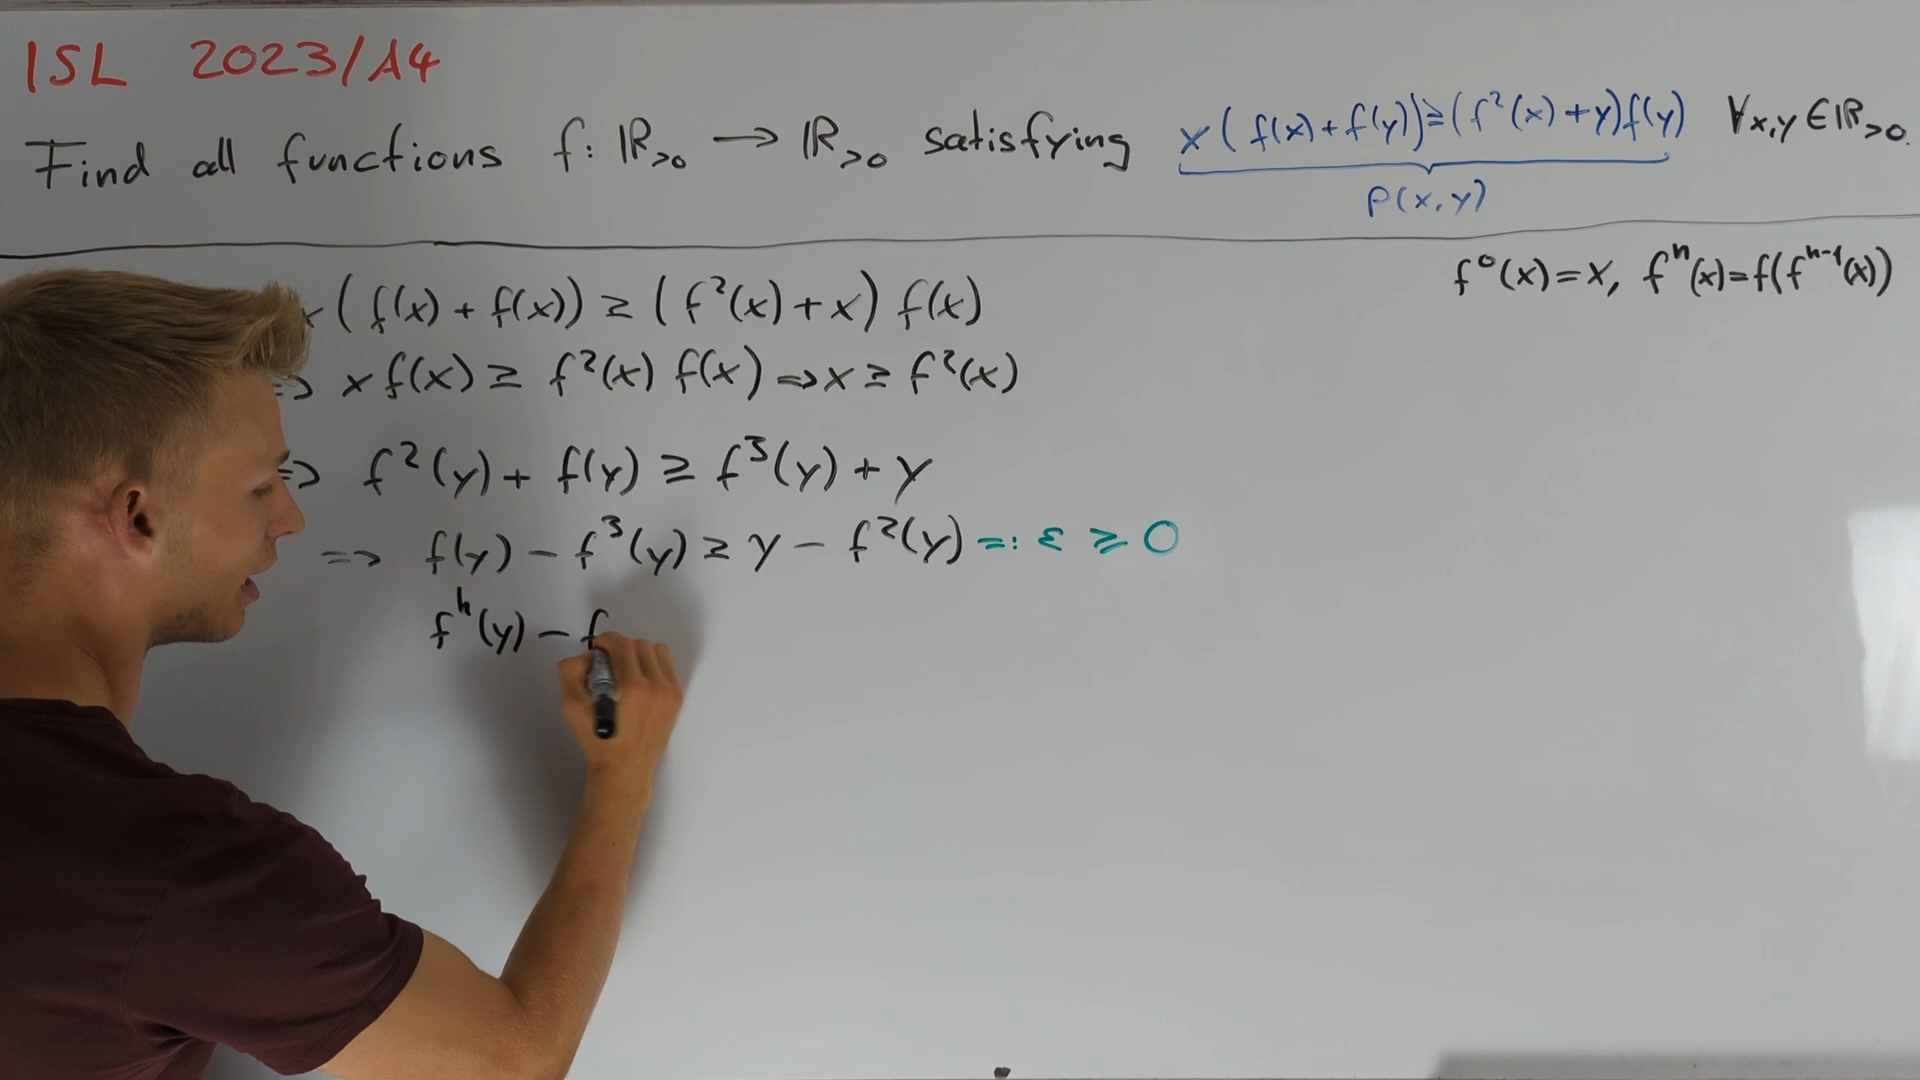 ISL 2023/A4
Find all functions f: ℝ>0 → ℝ>0 satisfying x(f(x)+f(y))≥(f²(x)+y)f(y) ∀x,y∈ℝ>0.
P(x,y)
f⁰(x)=x, fⁿ(x)=f(fⁿ⁻¹(x))
x(f(x)+f(x))≥(f²(x)+x)f(x)
=> xf(x)≥f²(x)f(x)=>x≥f²(x)
=> f²(y)+f(y)≥f³(y)+y
=> f(y)-f³(y)≥y-f²(y)=:ε≥0
fⁿ(y)-f